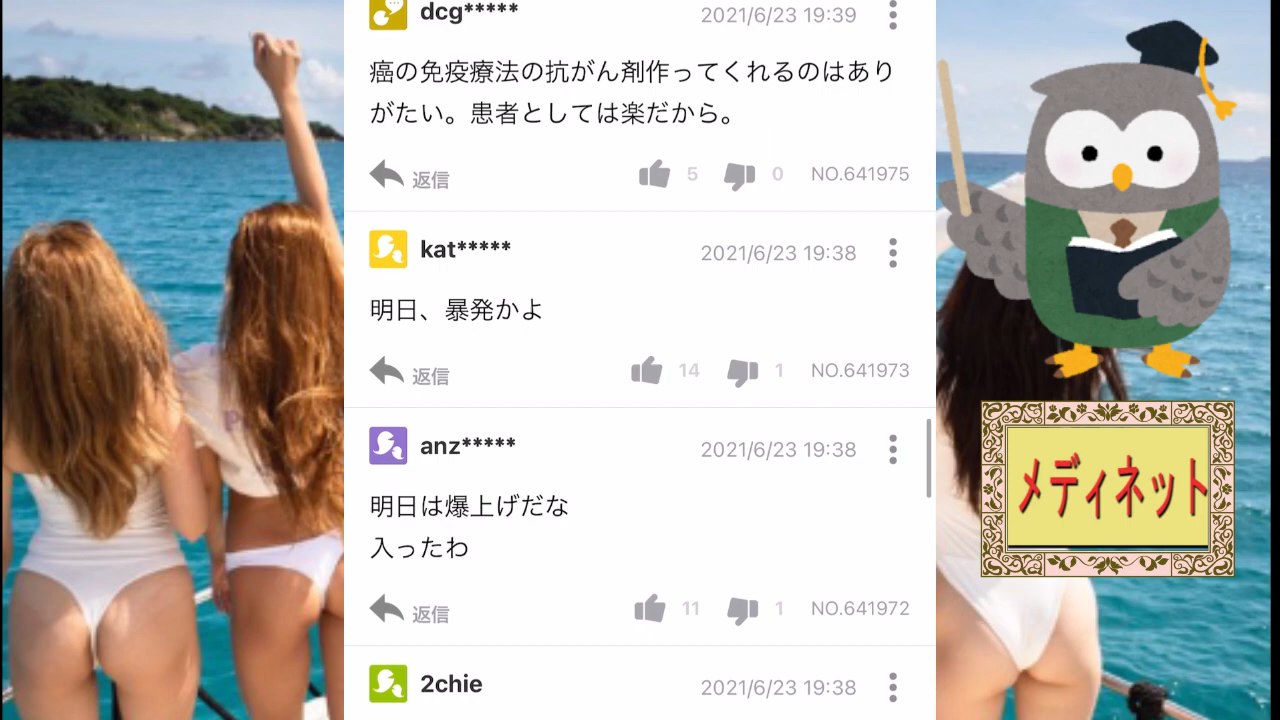 dcg*****
2021/6/23 19:39
癌の免疫療法の抗がん剤作ってくれるのはあり
がたい。患者としては楽だから。
返信
5
0
NO.641975
kat*****
2021/6/23 19:38
明日、暴発かよ
返信
14
1
NO.641973
anz*****
2021/6/23 19:38
明日は爆上げだな
入ったわ
返信
11
1
NO.641972
2chie
2021/6/23 19:38
メディネット